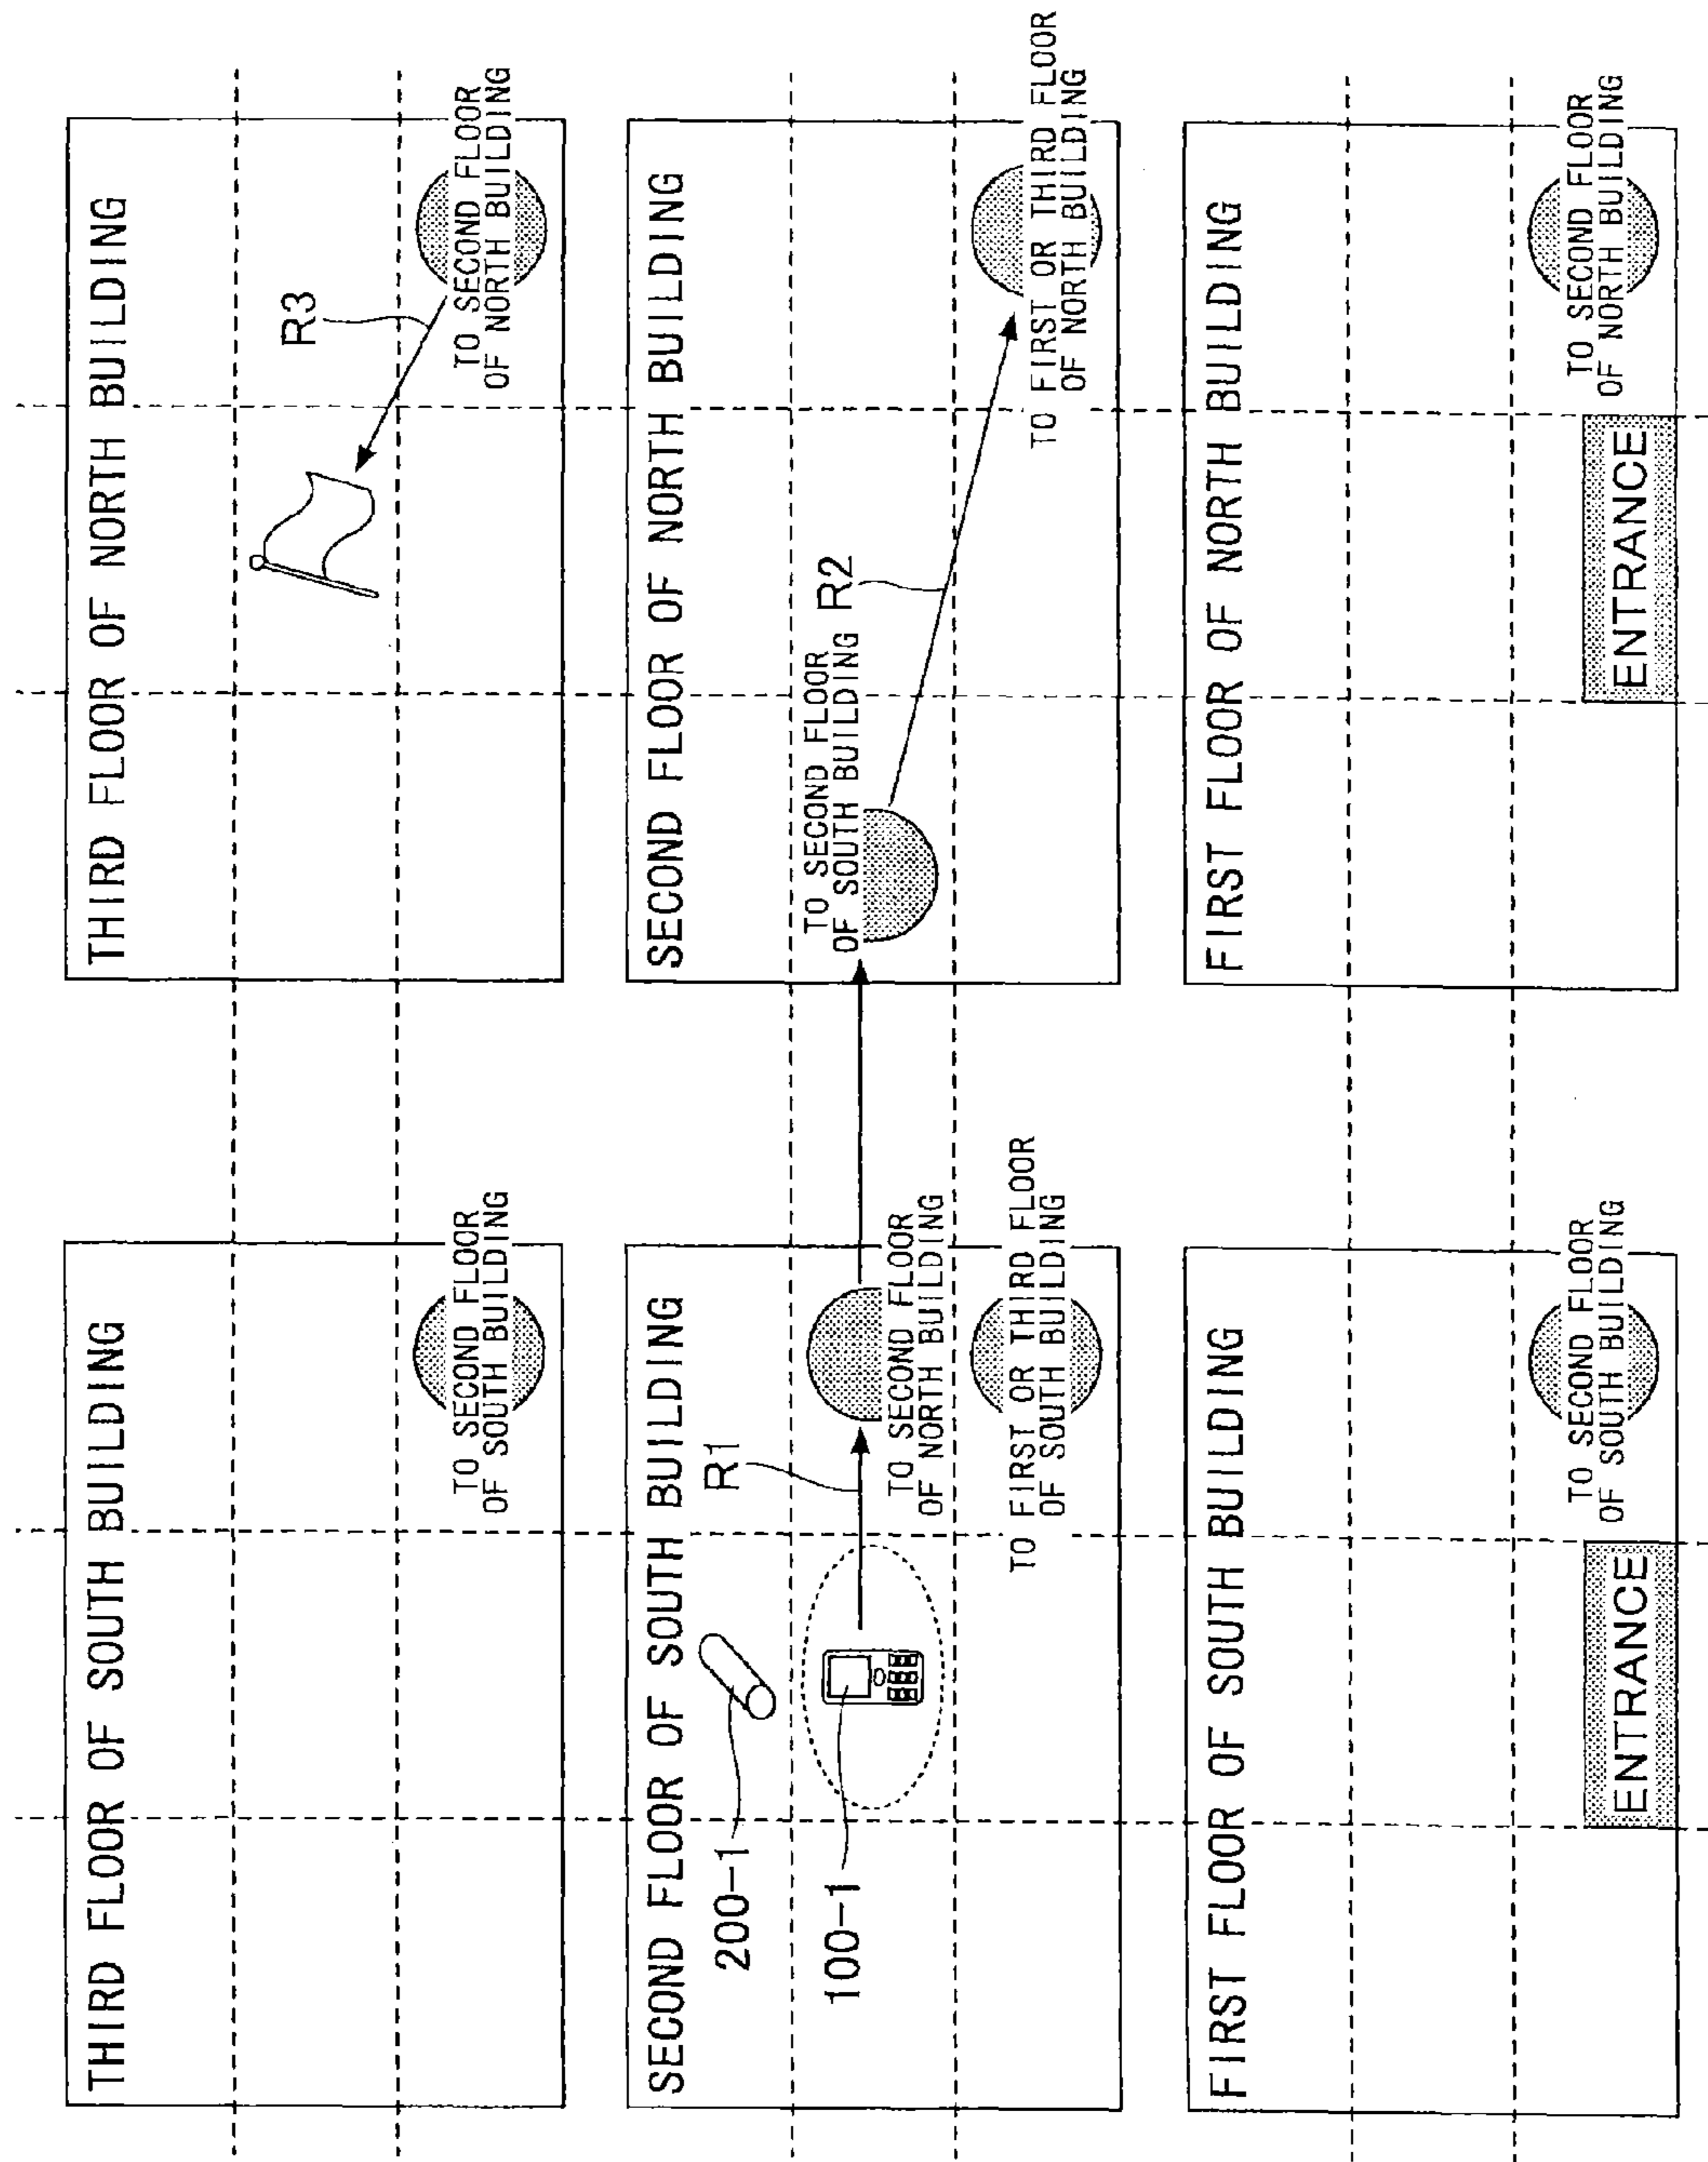 THIRD FLOOR OF SOUTH BUILDING
TO SECOND FLOOR
OF SOUTH BUILDING
THIRD FLOOR OF NORTH BUILDING
R3
TO SECOND FLOOR
OF NORTH BUILDING
SECOND FLOOR OF SOUTH BUILDING
200-1
100-1
R1
TO SECOND FLOOR
OF NORTH BUILDING
TO FIRST OR THIRD FLOOR
OF SOUTH BUILDING
SECOND FLOOR OF NORTH BUILDING
TO SECOND FLOOR
OF SOUTH BUILDING
R2
TO FIRST OR THIRD FLOOR
OF NORTH BUILDING
FIRST FLOOR OF SOUTH BUILDING
TO SECOND FLOOR
OF SOUTH BUILDING
ENTRANCE
FIRST FLOOR OF NORTH BUILDING
TO SECOND FLOOR
OF NORTH BUILDING
ENTRANCE